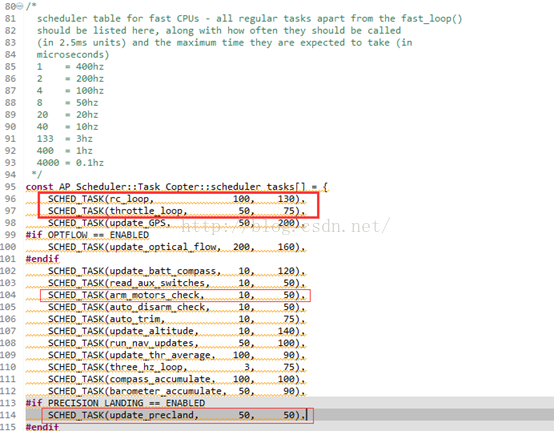 80 /*
81 scheduler table for fast CPUs - all regular tasks apart from the fast_loop()
82 should be listed here, along with how often they should be called
83 (in 2.5ms units) and the maximum time they are expected to take (in
84 microseconds)
85 1 = 400hz
86 2 = 200hz
87 4 = 100hz
88 8 = 50hz
89 20 = 20hz
90 40 = 10hz
91 133 = 3hz
92 400 = 1hz
93 4000 = 0.1hz
94 */
95 const AP_Scheduler::Task Copter::scheduler_tasks[] = {
96 SCHED_TASK(rc_loop, 100, 130),
97 SCHED_TASK(throttle_loop, 50, 75),
98 SCHED_TASK(update_GPS, 50, 200),
99 #if OPTFLOW == ENABLED
100 SCHED_TASK(update_optical_flow, 200, 160),
101 #endif
102 SCHED_TASK(update_batt_compass, 10, 120),
103 SCHED_TASK(read_aux_switches, 10, 50),
104 SCHED_TASK(arm_motors_check, 10, 50),
105 SCHED_TASK(auto_disarm_check, 10, 50),
106 SCHED_TASK(auto_trim, 10, 75),
107 SCHED_TASK(update_altitude, 10, 140),
108 SCHED_TASK(run_nav_updates, 50, 100),
109 SCHED_TASK(update_thr_average, 100, 90),
110 SCHED_TASK(three_hz_loop, 3, 75),
111 SCHED_TASK(compass_accumulate, 100, 100),
112 SCHED_TASK(barometer_accumulate, 50, 90),
113 #if PRECISION_LANDING == ENABLED
114 SCHED_TASK(update_precland, 50, 50),
115 #endif
http://blog.csdn.net/